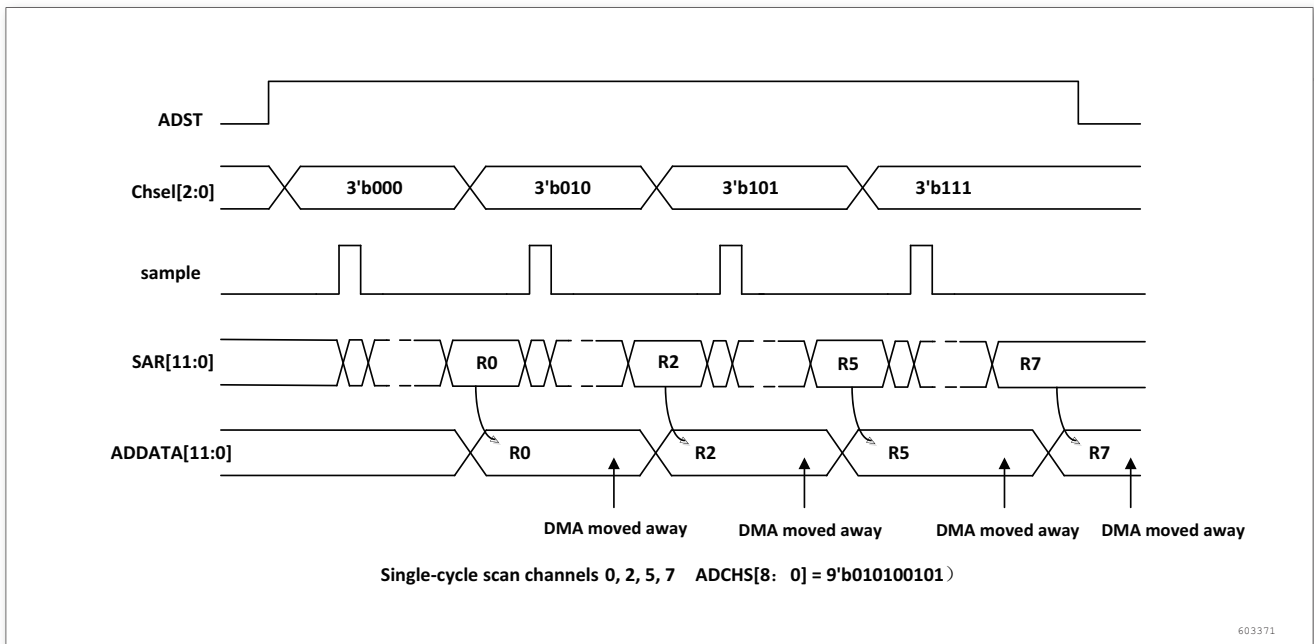 ADST
Chsel[2:0] 3'b000 3'b010 3'b101 3'b111
sample
SAR[11:0] R0 R2 R5 R7
ADDATA[11:0] R0 R2 R5 R7
DMA moved away DMA moved away DMA moved away DMA moved away
Single-cycle scan channels 0, 2, 5, 7 ADCHS[8：0] = 9'b010100101）
603371